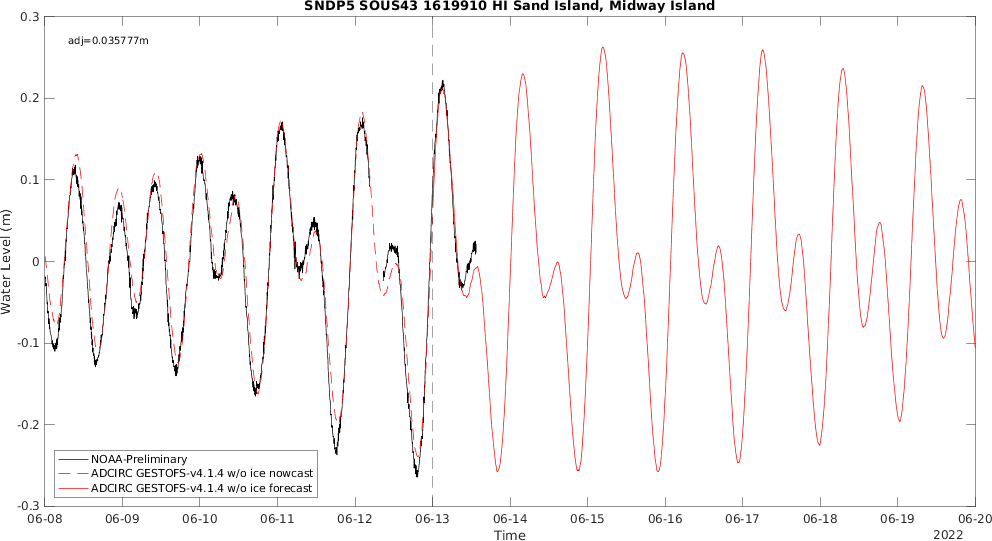 SNDP5 SOUS43 1619910 HI Sand Island, Midway Island
adj=0.035777m
0.3
0.2
0.1
0
-0.1
-0.2
-0.3
Water Level (m)
NOAA-Preliminary
ADCIRC GESTOFS-v4.1.4 w/o ice nowcast
ADCIRC GESTOFS-v4.1.4 w/o ice forecast
06-08 06-09 06-10 06-11 06-12 06-13 06-14 06-15 06-16 06-17 06-18 06-19 06-20
Time
2022